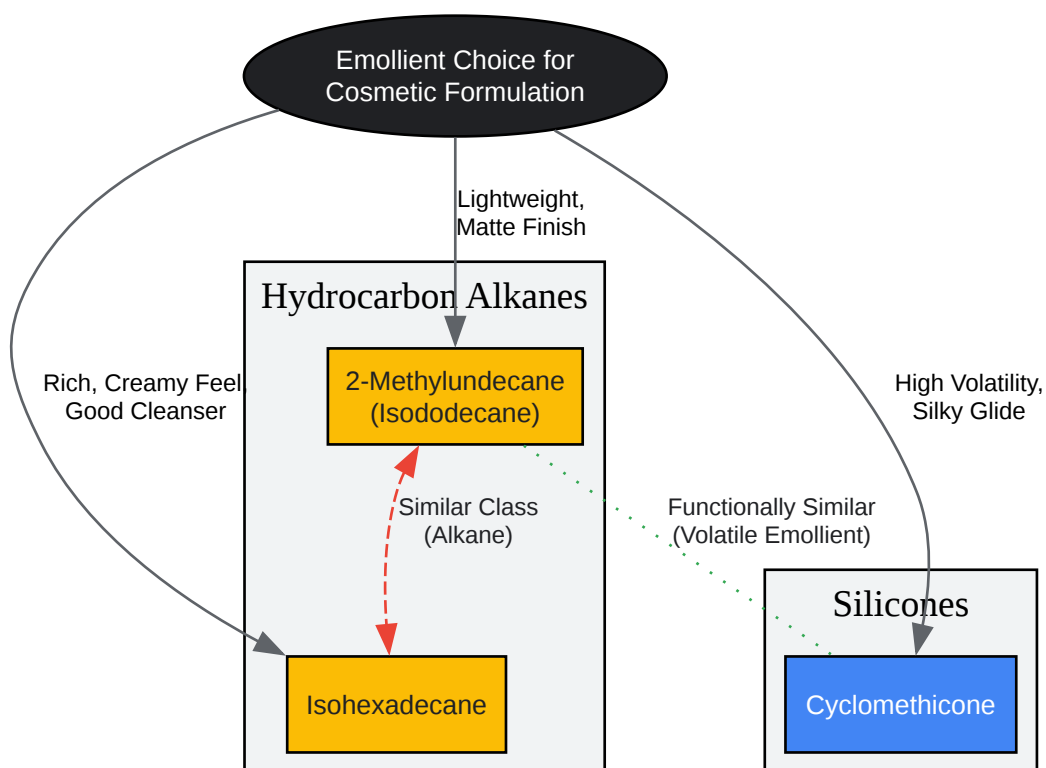 Emollient Choice for
Cosmetic Formulation
Lightweight,
Matte Finish
Hydrocarbon Alkanes
2-Methylundecane
(Isododecane)
Rich, Creamy Feel,
Good Cleanser
High Volatility,
Silky Glide
Similar Class
(Alkane)
Functionally Similar
(Volatile Emollient)
Silicones
Isohexadecane
Cyclomethicone